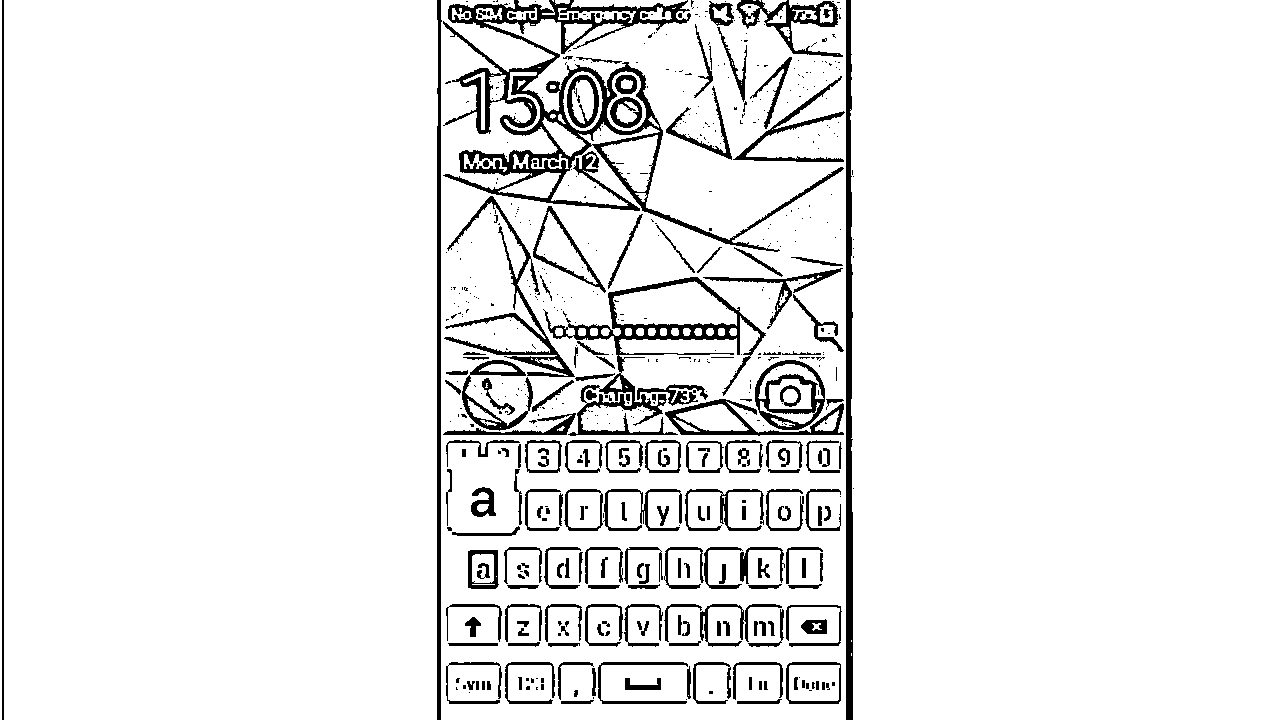 No SIM card — Emergency calls or 73%
15:08
Mon, March 12
Charging: 73%
3 4 5 6 7 8 9 0
a
e r t y u i o p
a s d f g h j k l
z x c v b n m
Sym 123 , . En Done